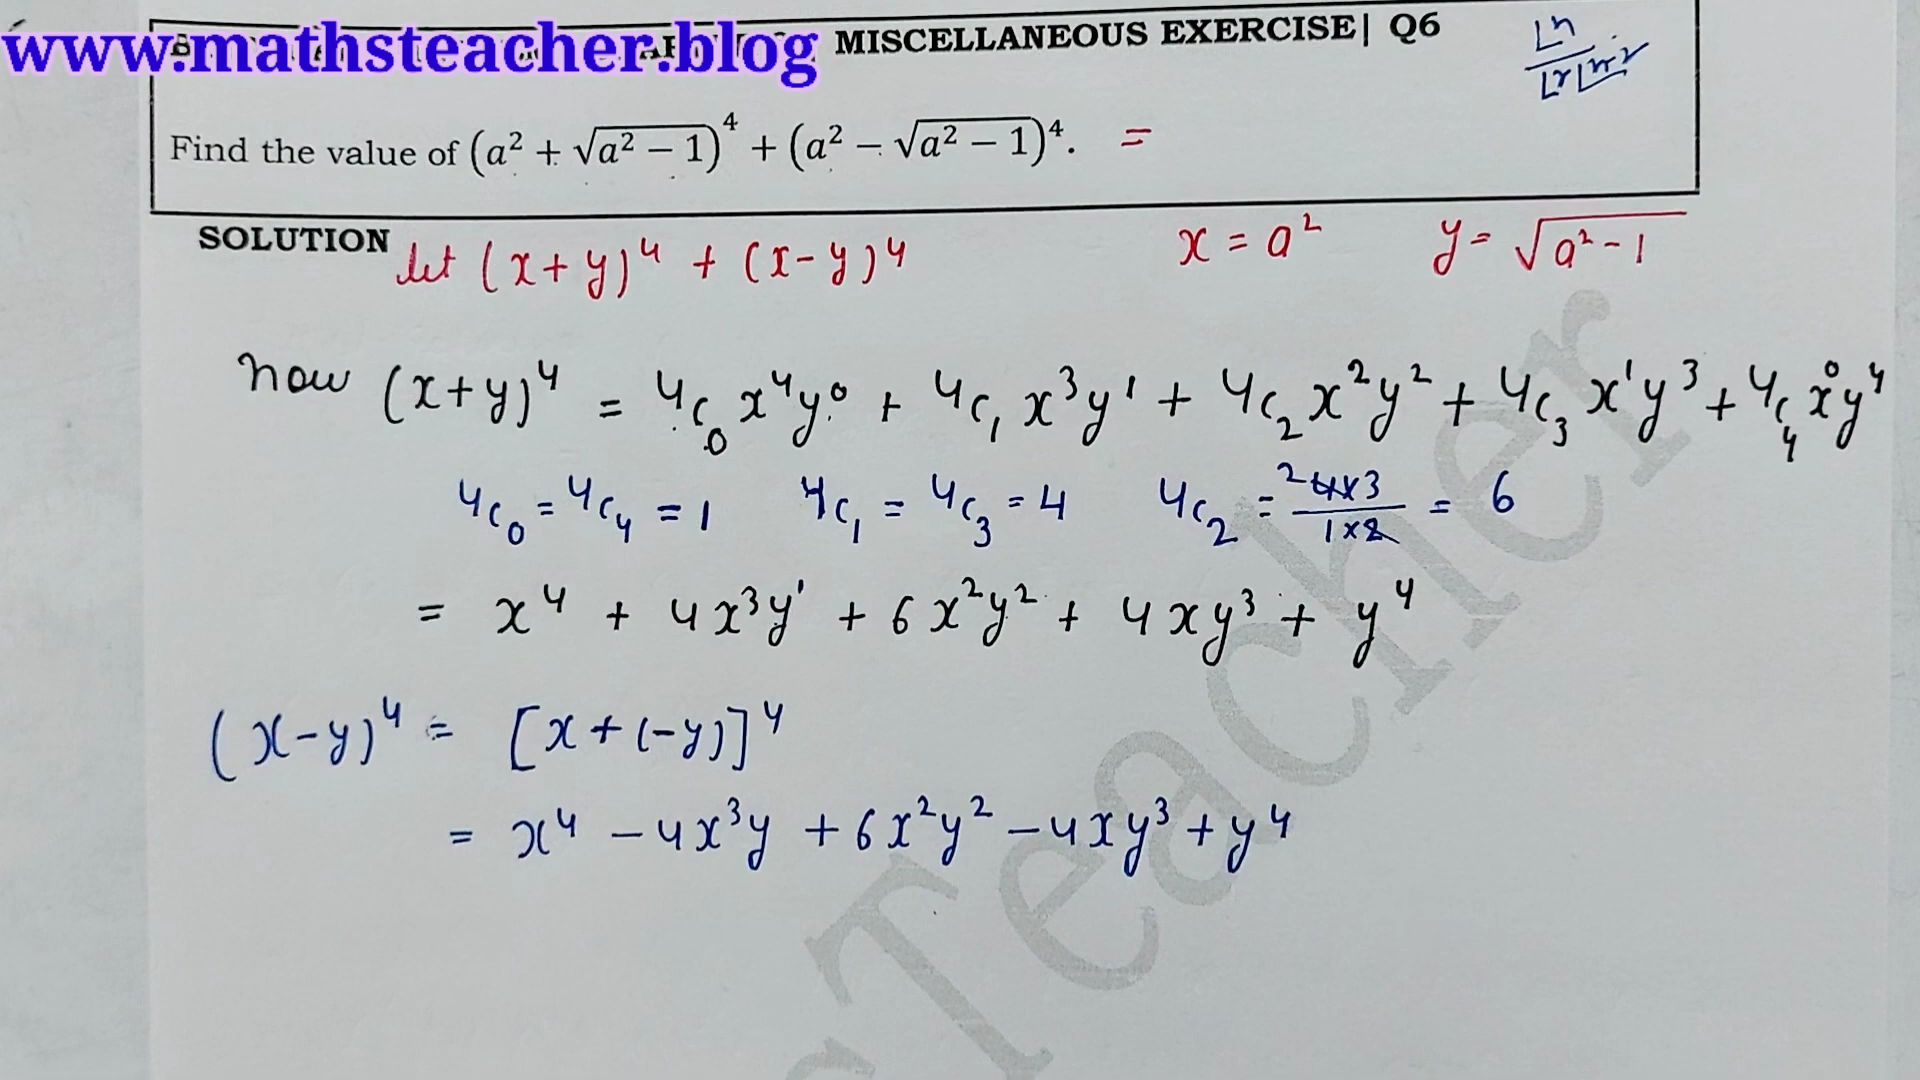 www.mathsteacher.blog MISCELLANEOUS EXERCISE| Q6
Find the value of (a² + √(a² − 1))⁴ + (a² − √(a² − 1))⁴. =
SOLUTION let (x+y)⁴ + (x-y)⁴ x = a² y = √(a²-1)
now (x+y)⁴ = 4C₀ x⁴y⁰ + 4C₁ x³y¹ + 4C₂ x²y² + 4C₃ x¹y³ + 4C₄ x⁰y⁴
4C₀ = 4C₄ = 1 4C₁ = 4C₃ = 4 4C₂ = 4×3 / 1×2 = 6
= x⁴ + 4x³y¹ + 6x²y² + 4xy³ + y⁴
(x-y)⁴ = [x+(-y)]⁴
= x⁴ - 4x³y + 6x²y² - 4xy³ + y⁴
Teacher